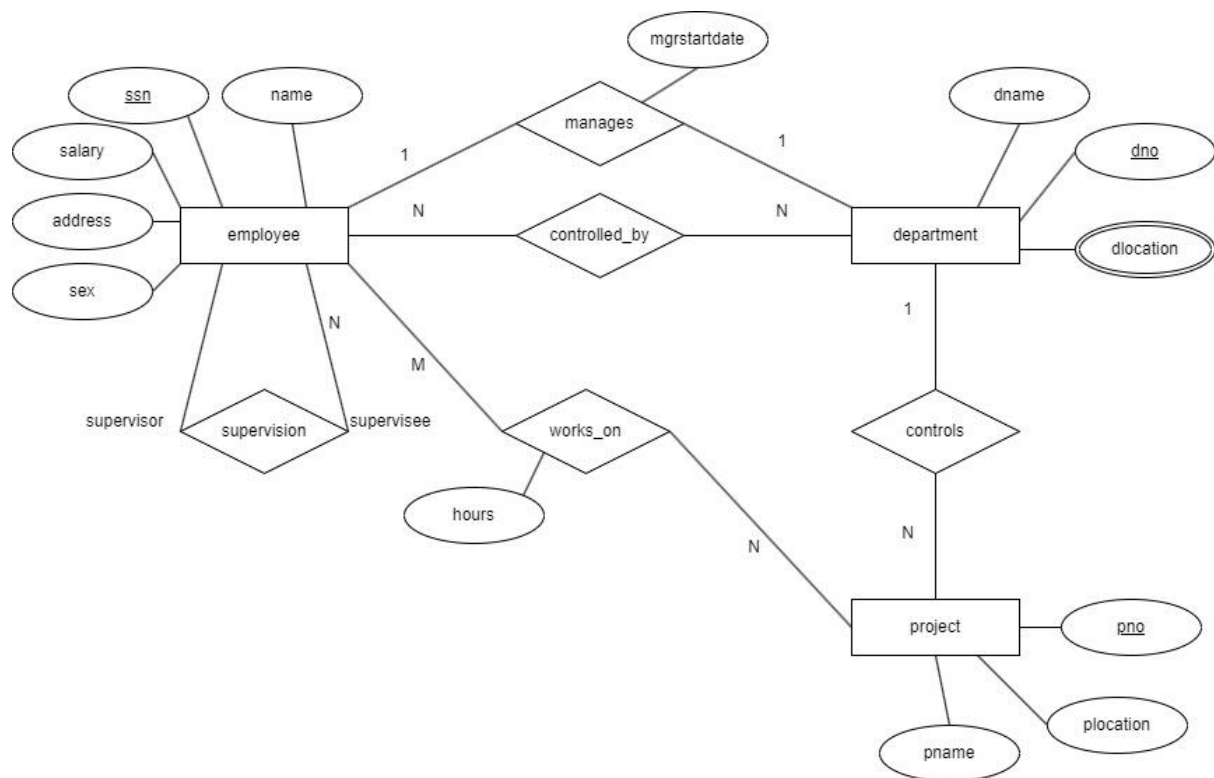 mgrstartdate
ssn
name
dname
manages
salary
1
1
dno
address
N
N
employee
controlled_by
department
dlocation
sex
1
N
M
supervisor
supervisee
supervision
works_on
controls
hours
N
N
project
pno
plocation
pname